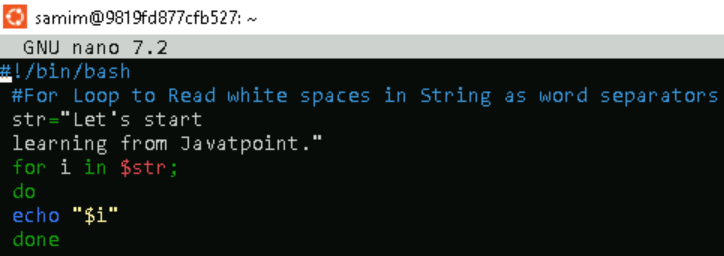 samim@9819fd877cfb527: ~
GNU nano 7.2
#!/bin/bash
#For Loop to Read white spaces in String as word separators
str="Let's start
learning from Javatpoint."
for i in $str;
do
echo "$i"
done